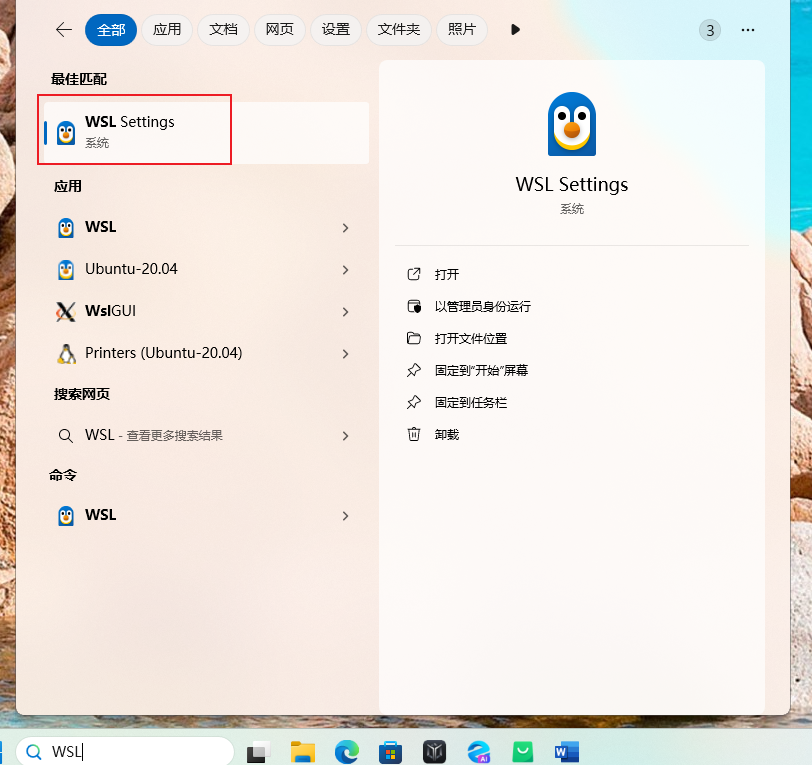 全部 应用 文档 网页 设置 文件夹 照片 3
最佳匹配
WSL Settings
系统
应用
WSL
Ubuntu-20.04
WslGUI
Printers (Ubuntu-20.04)
搜索网页
WSL - 查看更多搜索结果
命令
WSL
WSL Settings
系统
打开
以管理员身份运行
打开文件位置
固定到"开始"屏幕
固定到任务栏
卸载
WSL